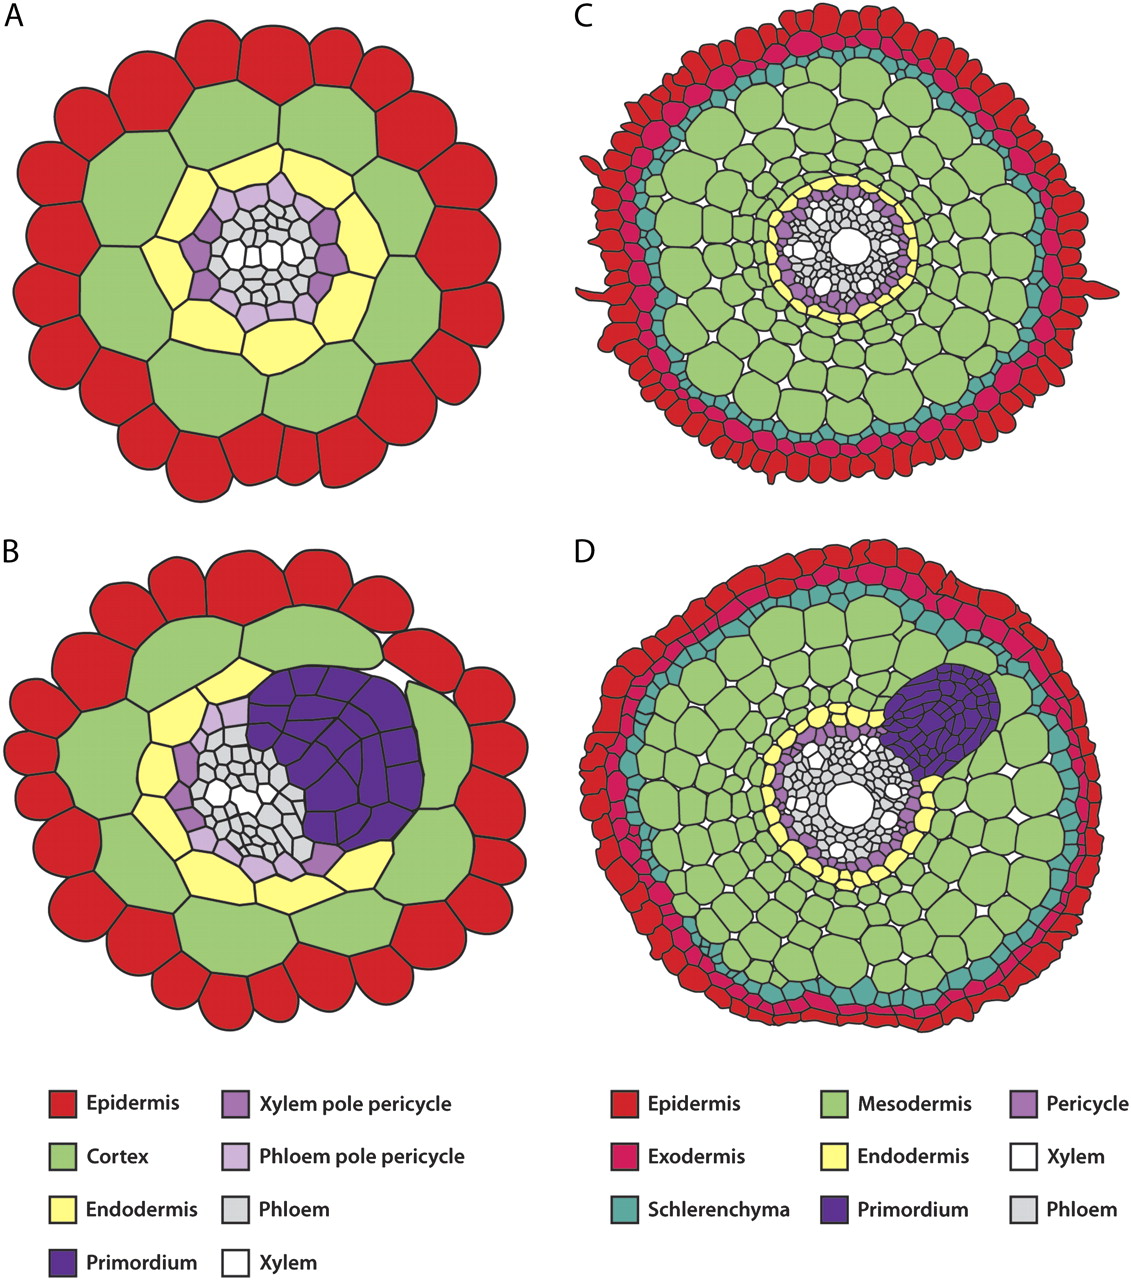 A
C
B
D
Epidermis
Xylem pole pericycle
Cortex
Phloem pole pericycle
Endodermis
Phloem
Primordium
Xylem
Epidermis
Mesodermis
Pericycle
Exodermis
Endodermis
Xylem
Schlerenchyma
Primordium
Phloem